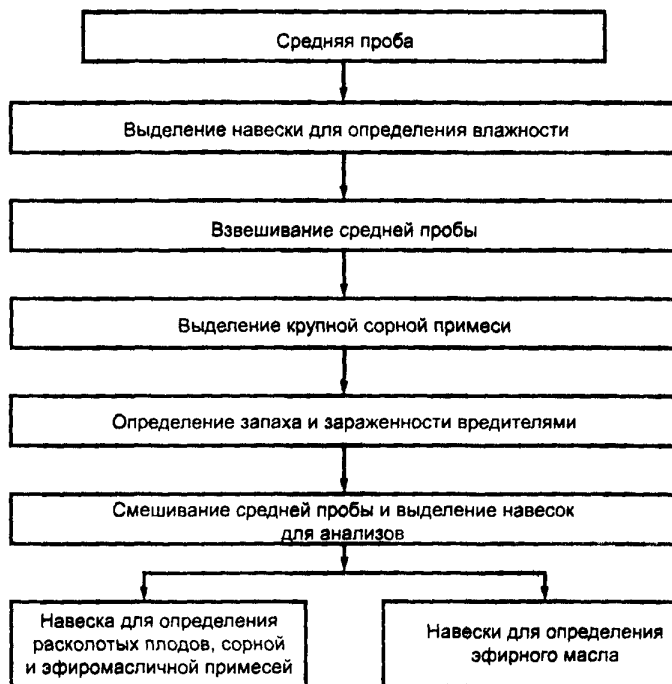 Средняя проба
Выделение навески для определения влажности
Взвешивание средней пробы
Выделение крупной сорной примеси
Определение запаха и зараженности вредителями
Смешивание средней пробы и выделение навесок
для анализов
Навеска для определения
расколотых плодов, сорной
и эфиромасличной примесей
Навески для определения
эфирного масла